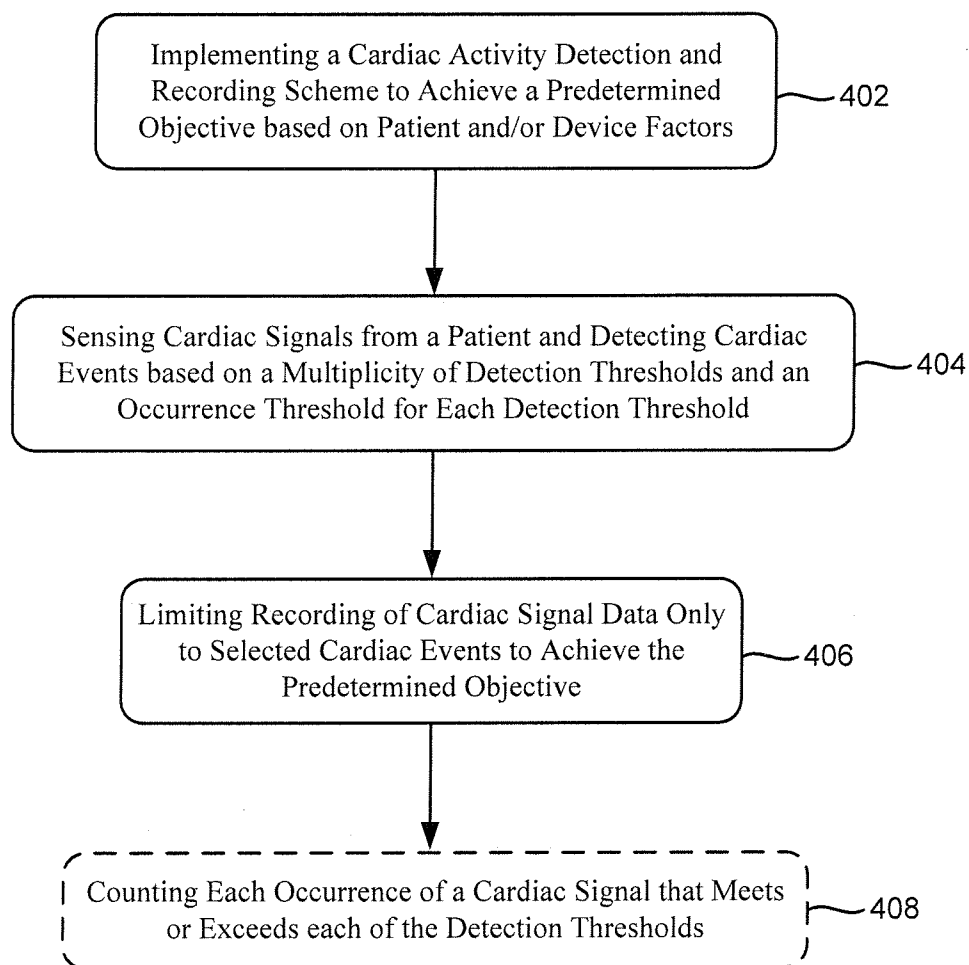 Implementing a Cardiac Activity Detection and
Recording Scheme to Achieve a Predetermined
Objective based on Patient and/or Device Factors
402
Sensing Cardiac Signals from a Patient and Detecting Cardiac
Events based on a Multiplicity of Detection Thresholds and an
Occurrence Threshold for Each Detection Threshold
404
Limiting Recording of Cardiac Signal Data Only
to Selected Cardiac Events to Achieve the
Predetermined Objective
406
Counting Each Occurrence of a Cardiac Signal that Meets
or Exceeds each of the Detection Thresholds
408